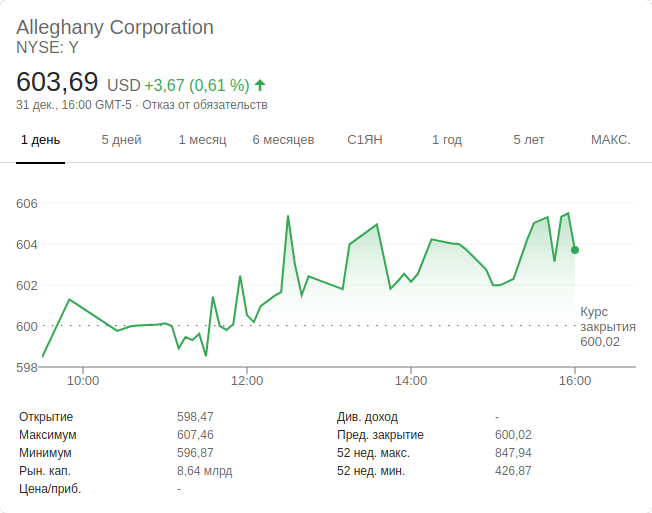 Alleghany Corporation
NYSE: Y
603,69 USD +3,67 (0,61 %)
31 дек., 16:00 GMT-5 · Отказ от обязательств
1 день 5 дней 1 месяц 6 месяцев С1ЯН 1 год 5 лет МАКС.
606
604
602
600
598
Курс
закрытия
600,02
10:00 12:00 14:00 16:00
Открытие 598,47 Див. доход -
Максимум 607,46 Пред. закрытие 600,02
Минимум 596,87 52 нед. макс. 847,94
Рын. кап. 8,64 млрд 52 нед. мин. 426,87
Цена/приб. -